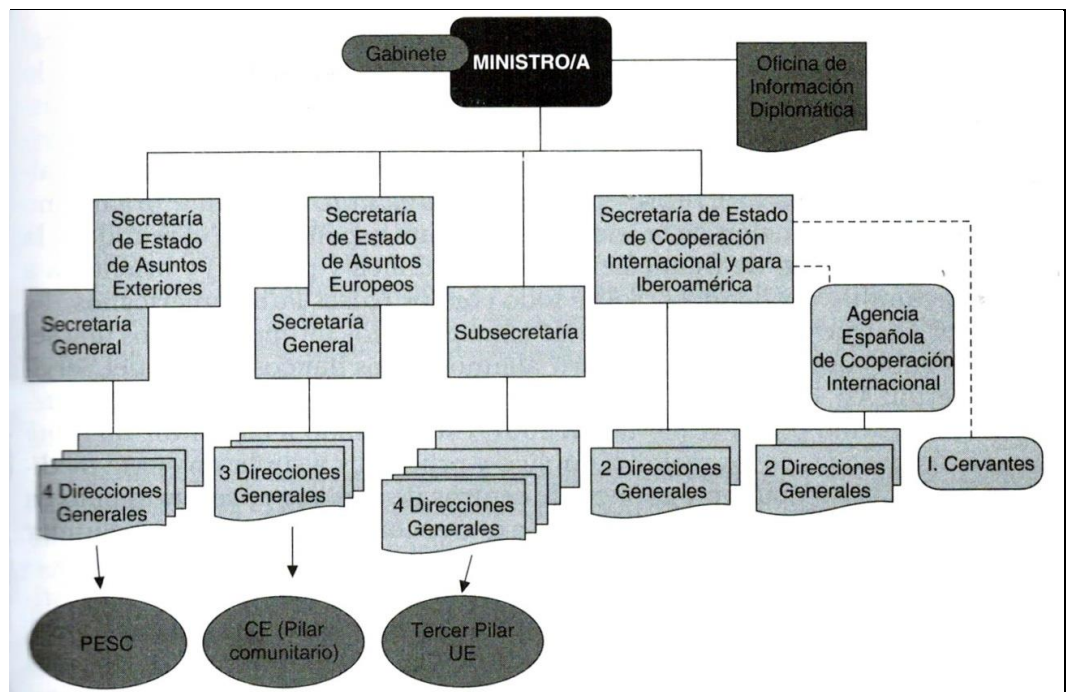 Gabinete
MINISTRO/A
Oficina de
Información
Diplomática
Secretaría
de Estado
de Asuntos
Exteriores
Secretaría
General
Secretaría
de Estado
de Asuntos
Europeos
Secretaría
General
Subsecretaría
Secretaría de Estado
de Cooperación
Internacional y para
Iberoamérica
Agencia
Española
de Cooperación
Internacional
I. Cervantes
4 Direcciones
Generales
3 Direcciones
Generales
4 Direcciones
Generales
2 Direcciones
Generales
2 Direcciones
Generales
PESC
CE (Pilar
comunitario)
Tercer Pilar
UE